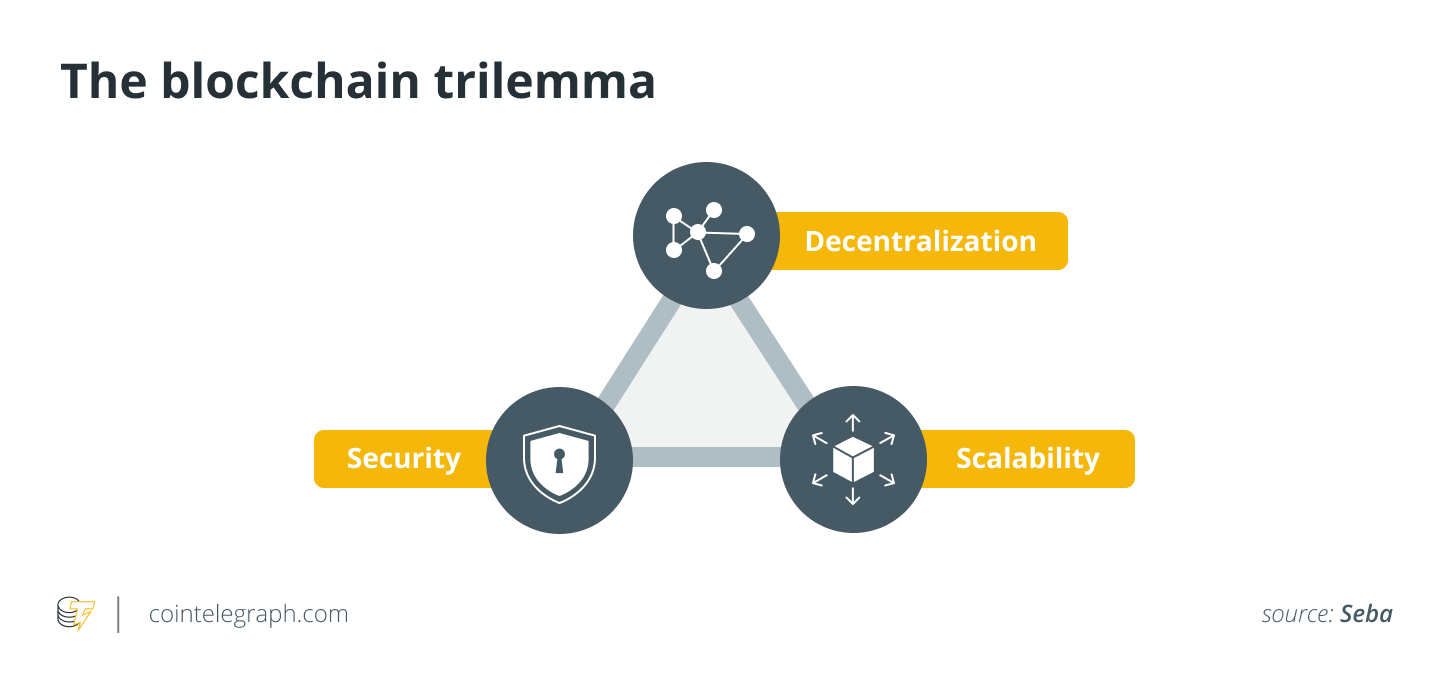 The blockchain trilemma
Decentralization
Security
Scalability
cointelegraph.com
source: Seba